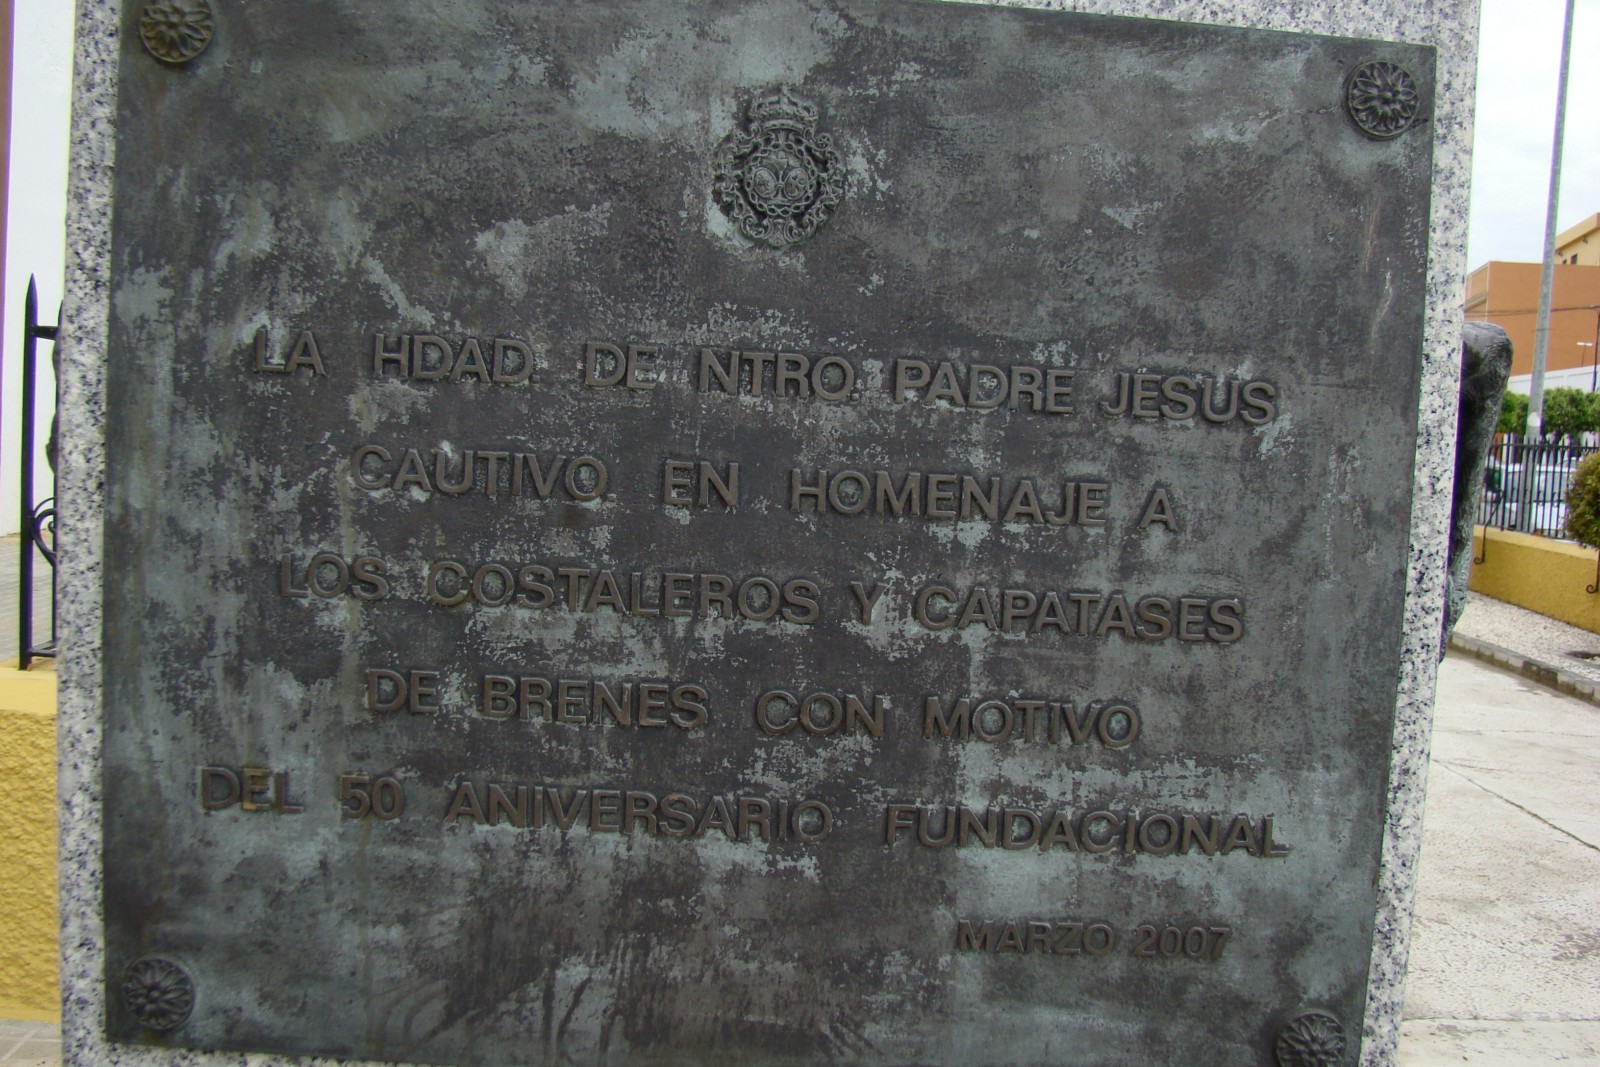 LA HDAD. DE NTRO. PADRE JESUS
CAUTIVO EN HOMENAJE A
LOS COSTALEROS Y CAPATASES
DE BRENES CON MOTIVO
DEL 50 ANIVERSARIO FUNDACIONAL
MARZO 2007